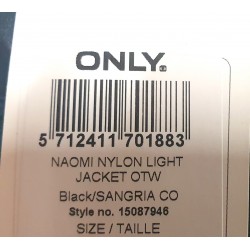 ONLY®
5 712411 701883
NAOMI NYLON LIGHT
JACKET OTW
Black/SANGRIA CO
Style no. 15087946
SIZE / TAILLE